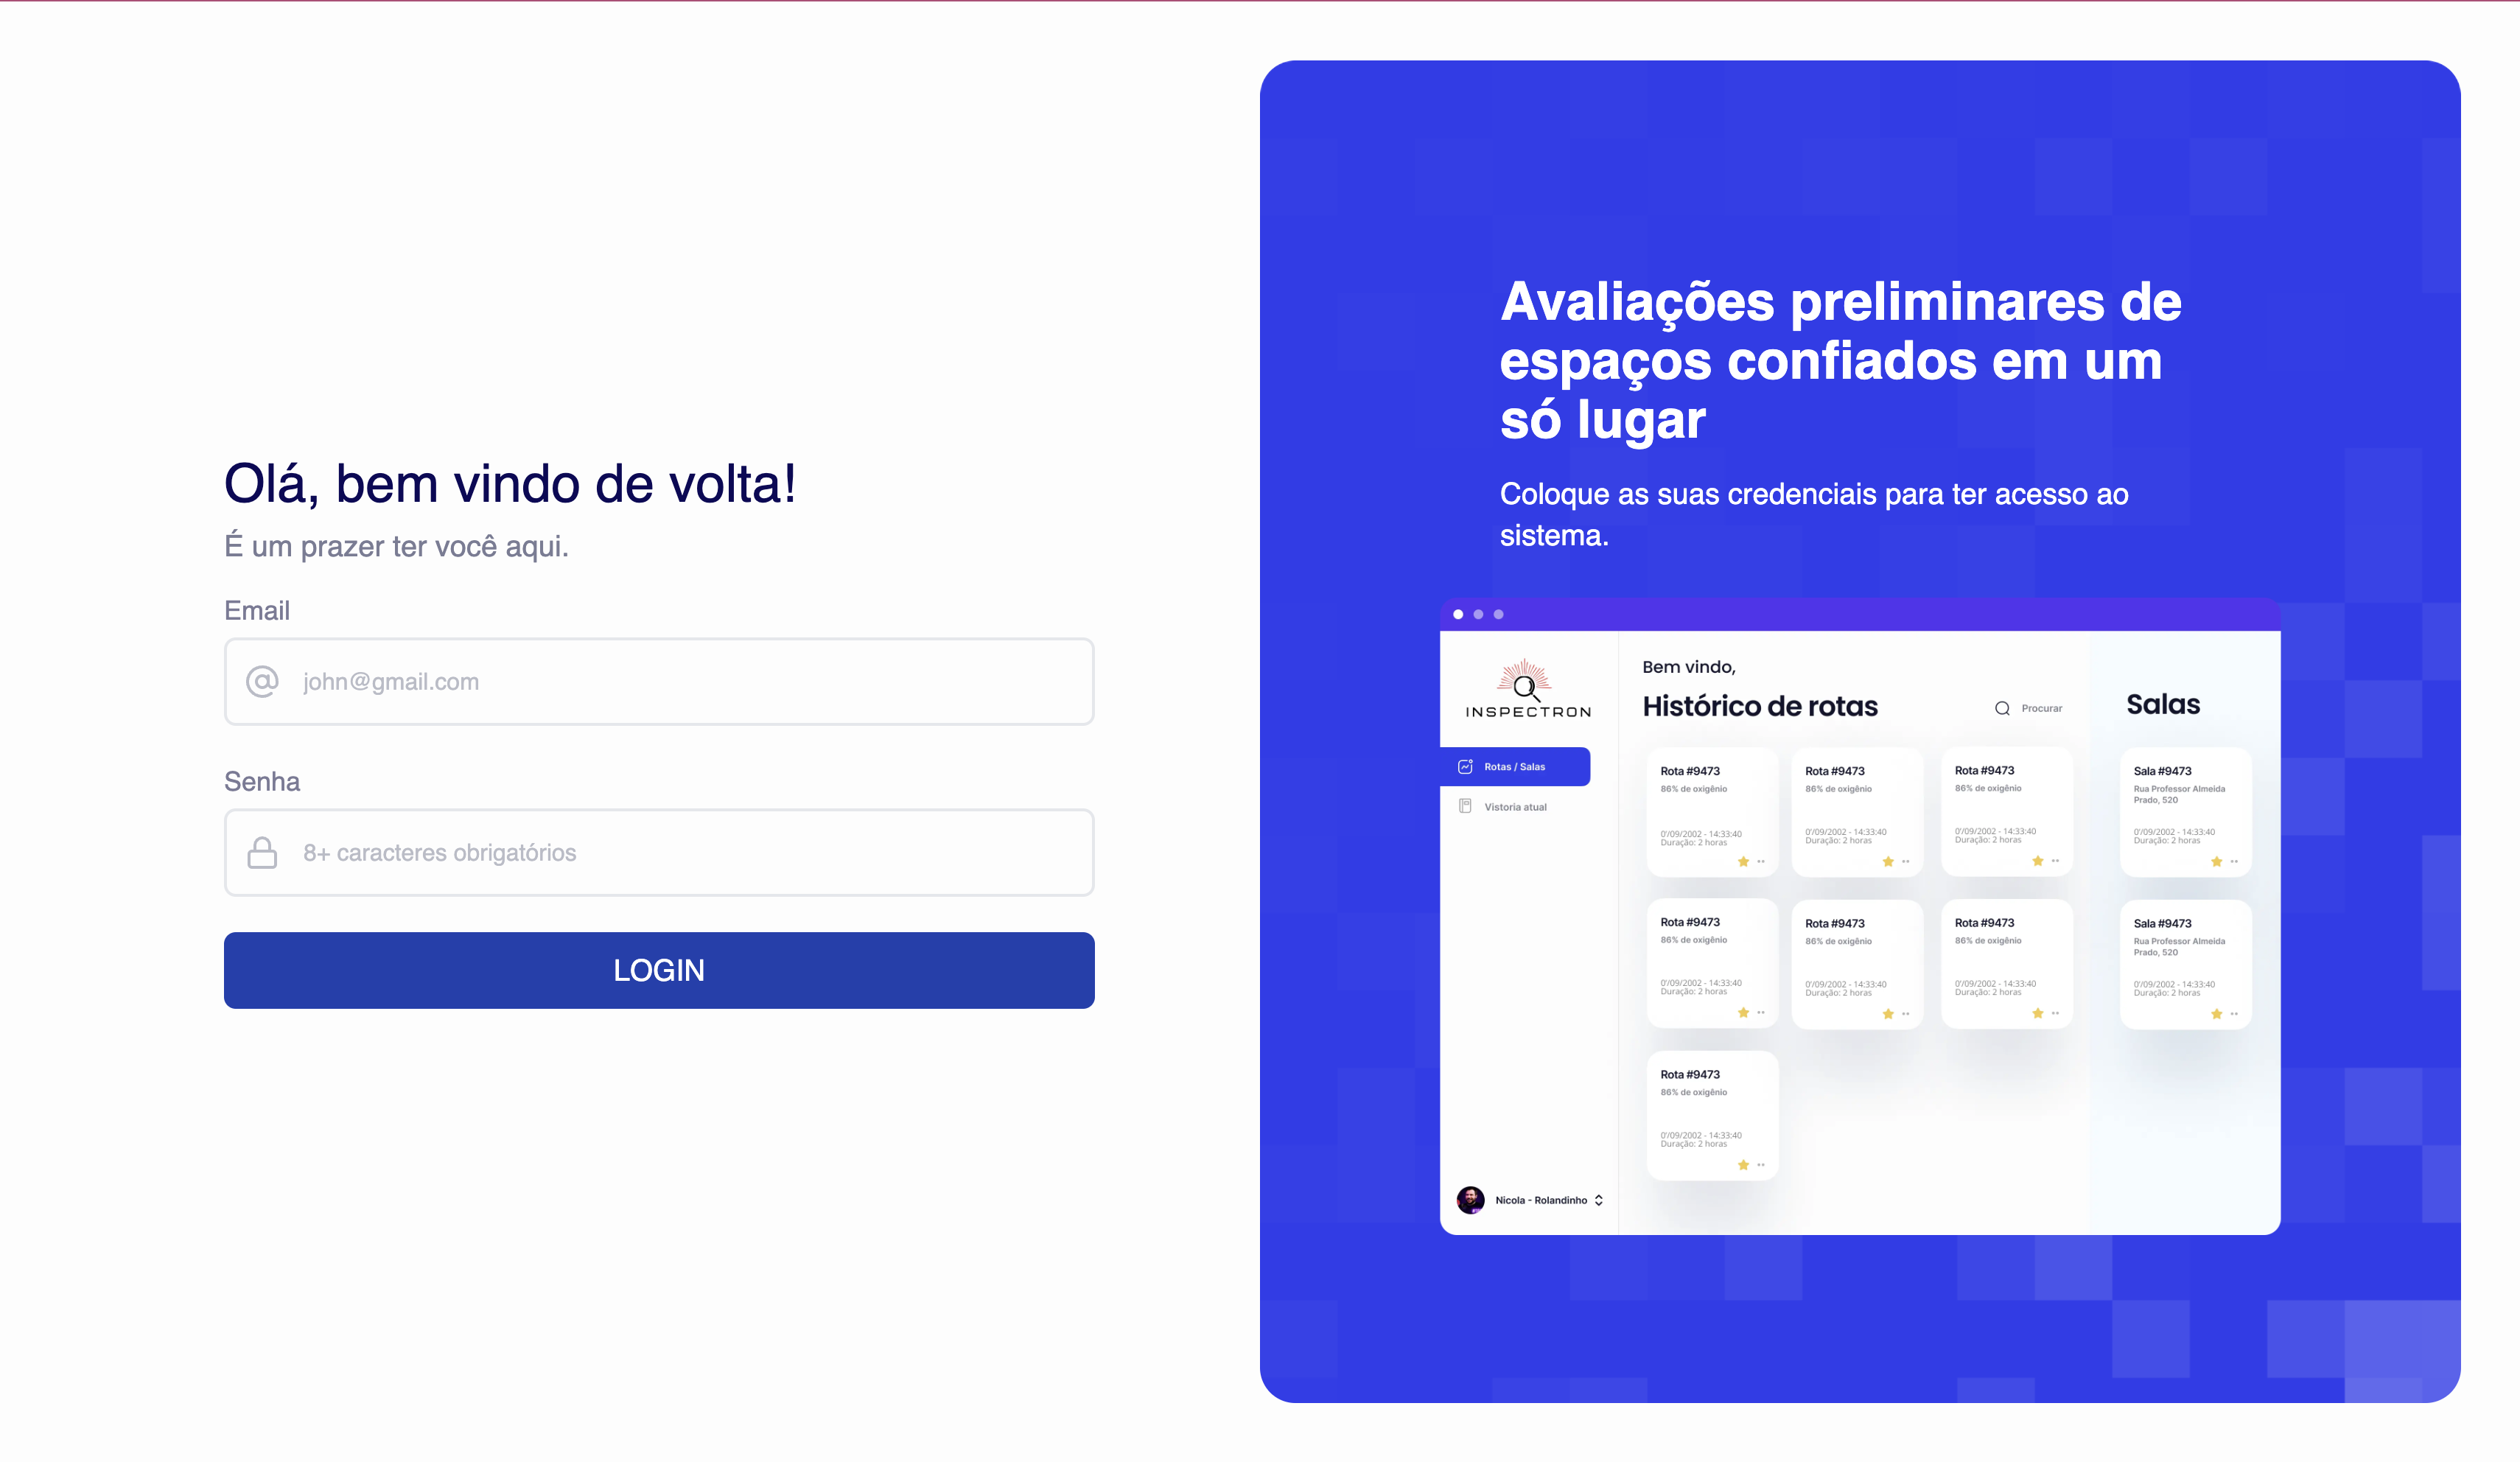 Olá, bem vindo de volta!
É um prazer ter você aqui.
Email
john@gmail.com
Senha
8+ caracteres obrigatórios
LOGIN
Avaliações preliminares de
espaços confiados em um
só lugar
Coloque as suas credenciais para ter acesso ao
sistema.
INSPECTRON
Rotas / Salas
Vistoria atual
Nicola - Rolandinho
Bem vindo,
Histórico de rotas
Procurar
Rota #9473
86% de oxigênio
0'/09/2002 - 14:33:40
Duração: 2 horas
Rota #9473
86% de oxigênio
0'/09/2002 - 14:33:40
Duração: 2 horas
Rota #9473
86% de oxigênio
0'/09/2002 - 14:33:40
Duração: 2 horas
Rota #9473
86% de oxigênio
0'/09/2002 - 14:33:40
Duração: 2 horas
Rota #9473
86% de oxigênio
0'/09/2002 - 14:33:40
Duração: 2 horas
Rota #9473
86% de oxigênio
0'/09/2002 - 14:33:40
Duração: 2 horas
Rota #9473
86% de oxigênio
0'/09/2002 - 14:33:40
Duração: 2 horas
Salas
Sala #9473
Rua Professor Almeida
Prado, 520
0'/09/2002 - 14:33:40
Duração: 2 horas
Sala #9473
Rua Professor Almeida
Prado, 520
0'/09/2002 - 14:33:40
Duração: 2 horas